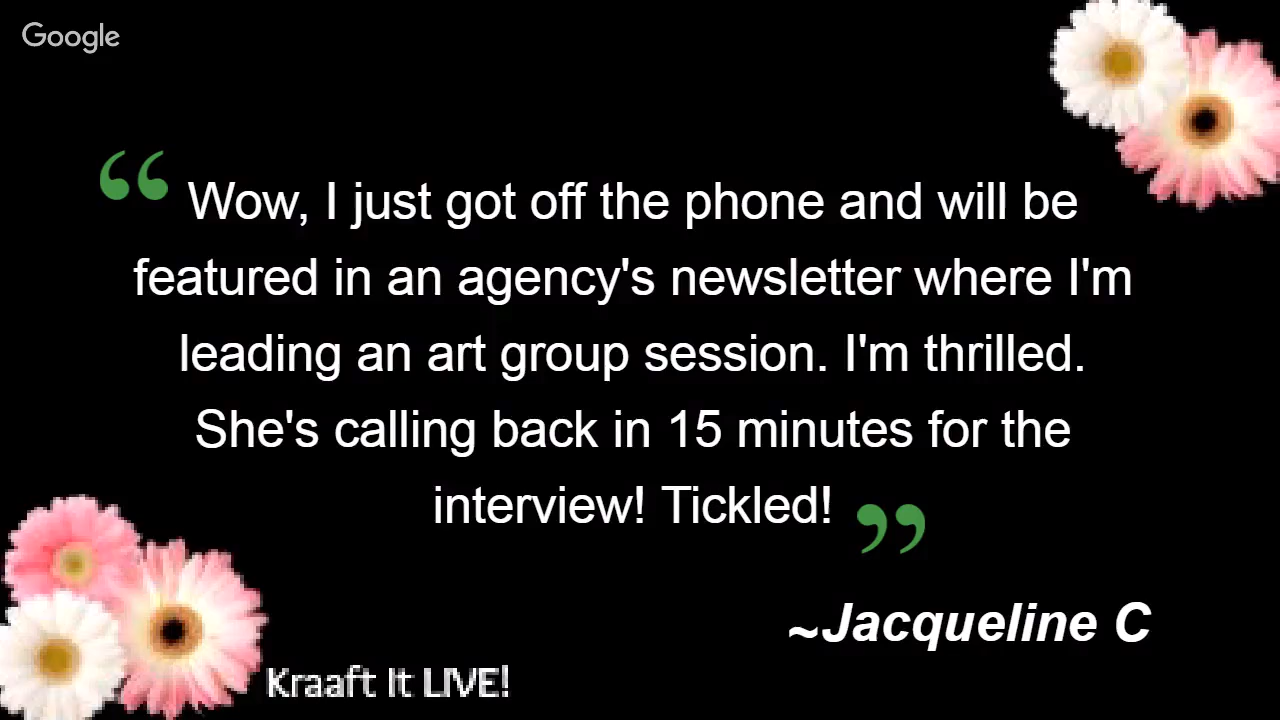 Google
“Wow, I just got off the phone and will be
featured in an agency's newsletter where I'm
leading an art group session. I'm thrilled.
She's calling back in 15 minutes for the
interview! Tickled!”
~Jacqueline C
Kraaft It LIVE!